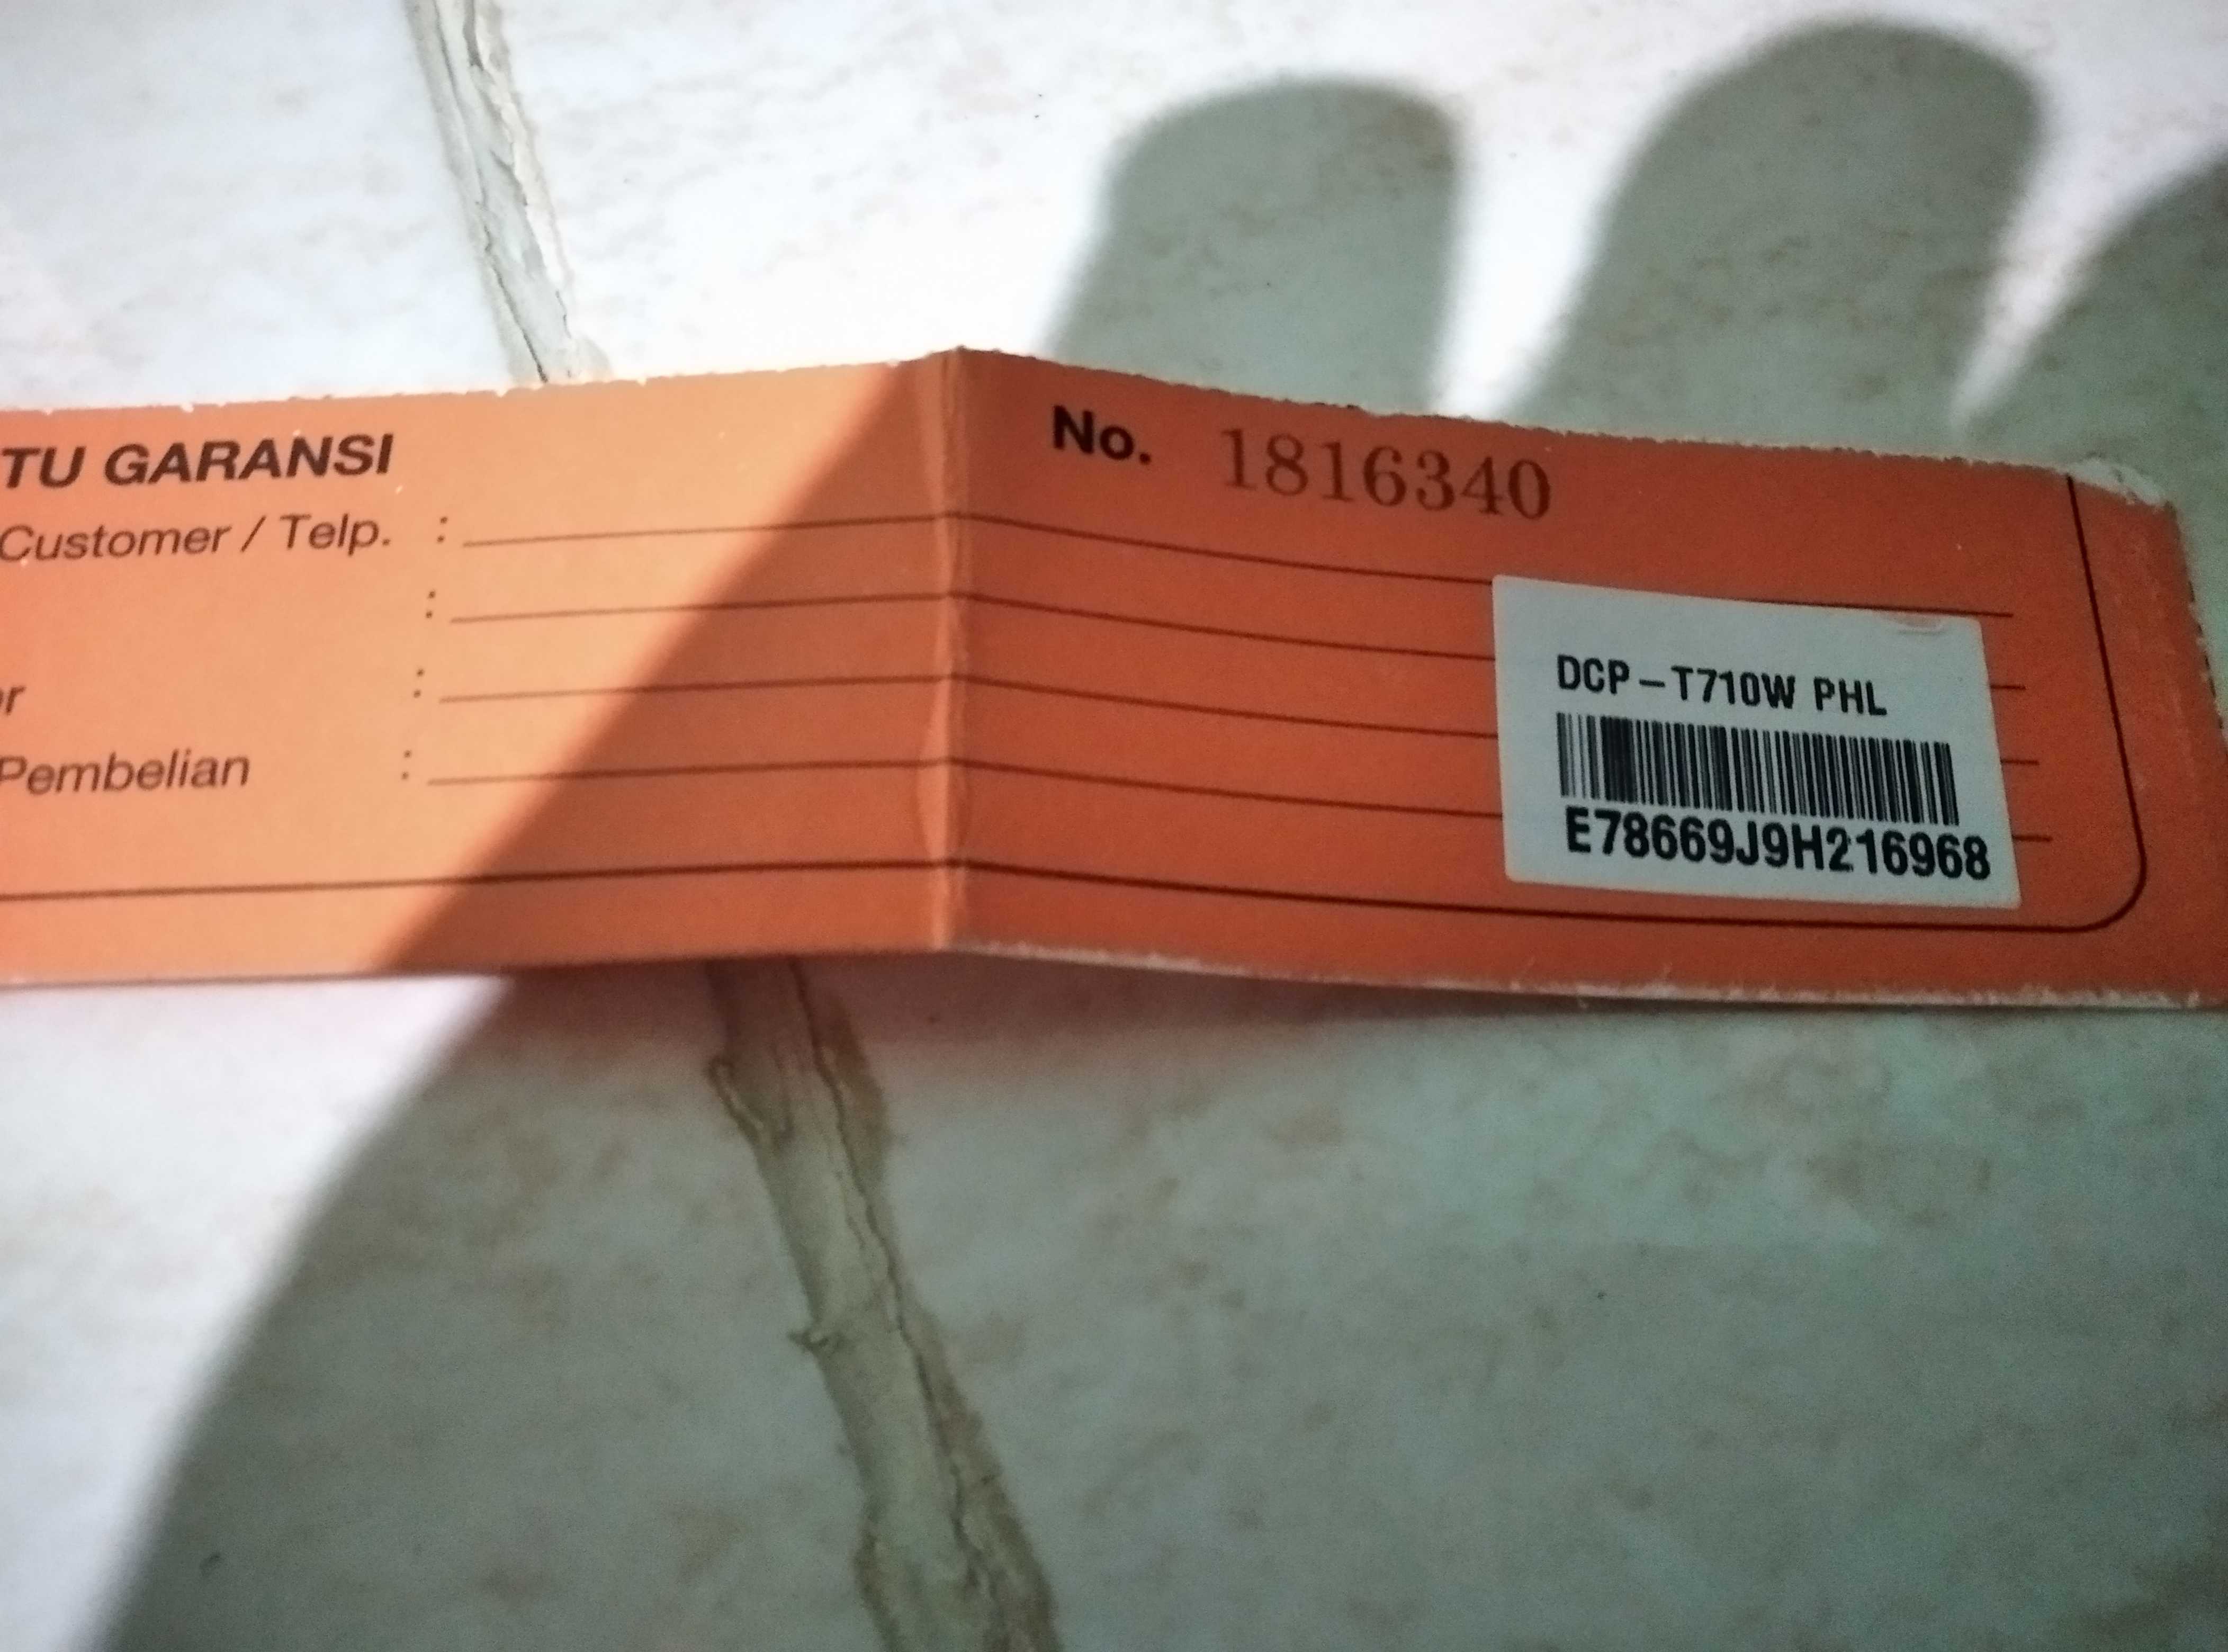 TU GARANSI
No. 1816340
Customer / Telp. :
:
r :
Pembelian :
DCP-T710W PHL
E78669J9H216968